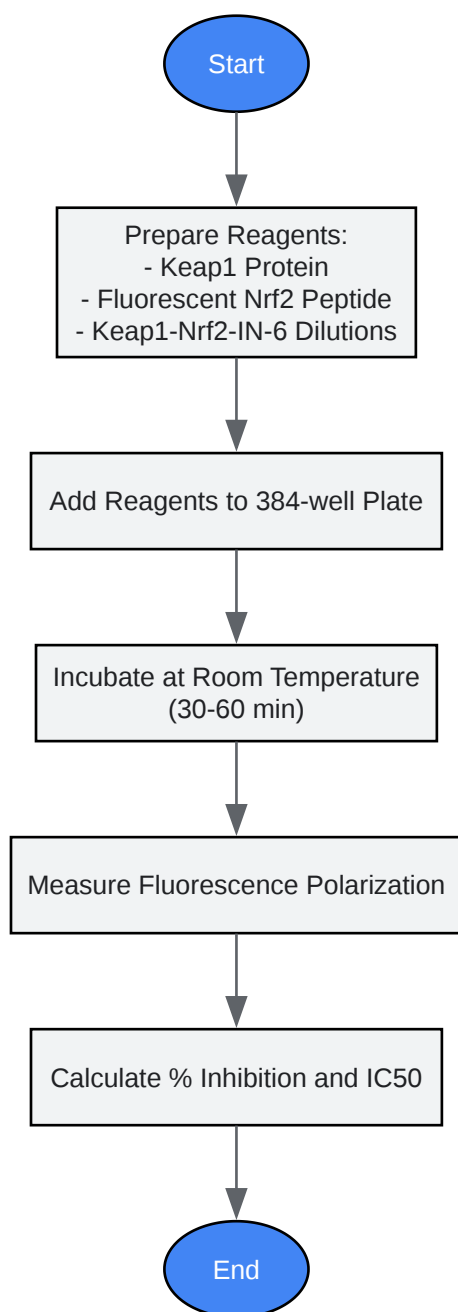 Start
Prepare Reagents:
- Keap1 Protein
- Fluorescent Nrf2 Peptide
- Keap1-Nrf2-IN-6 Dilutions
Add Reagents to 384-well Plate
Incubate at Room Temperature
(30-60 min)
Measure Fluorescence Polarization
Calculate % Inhibition and IC50
End